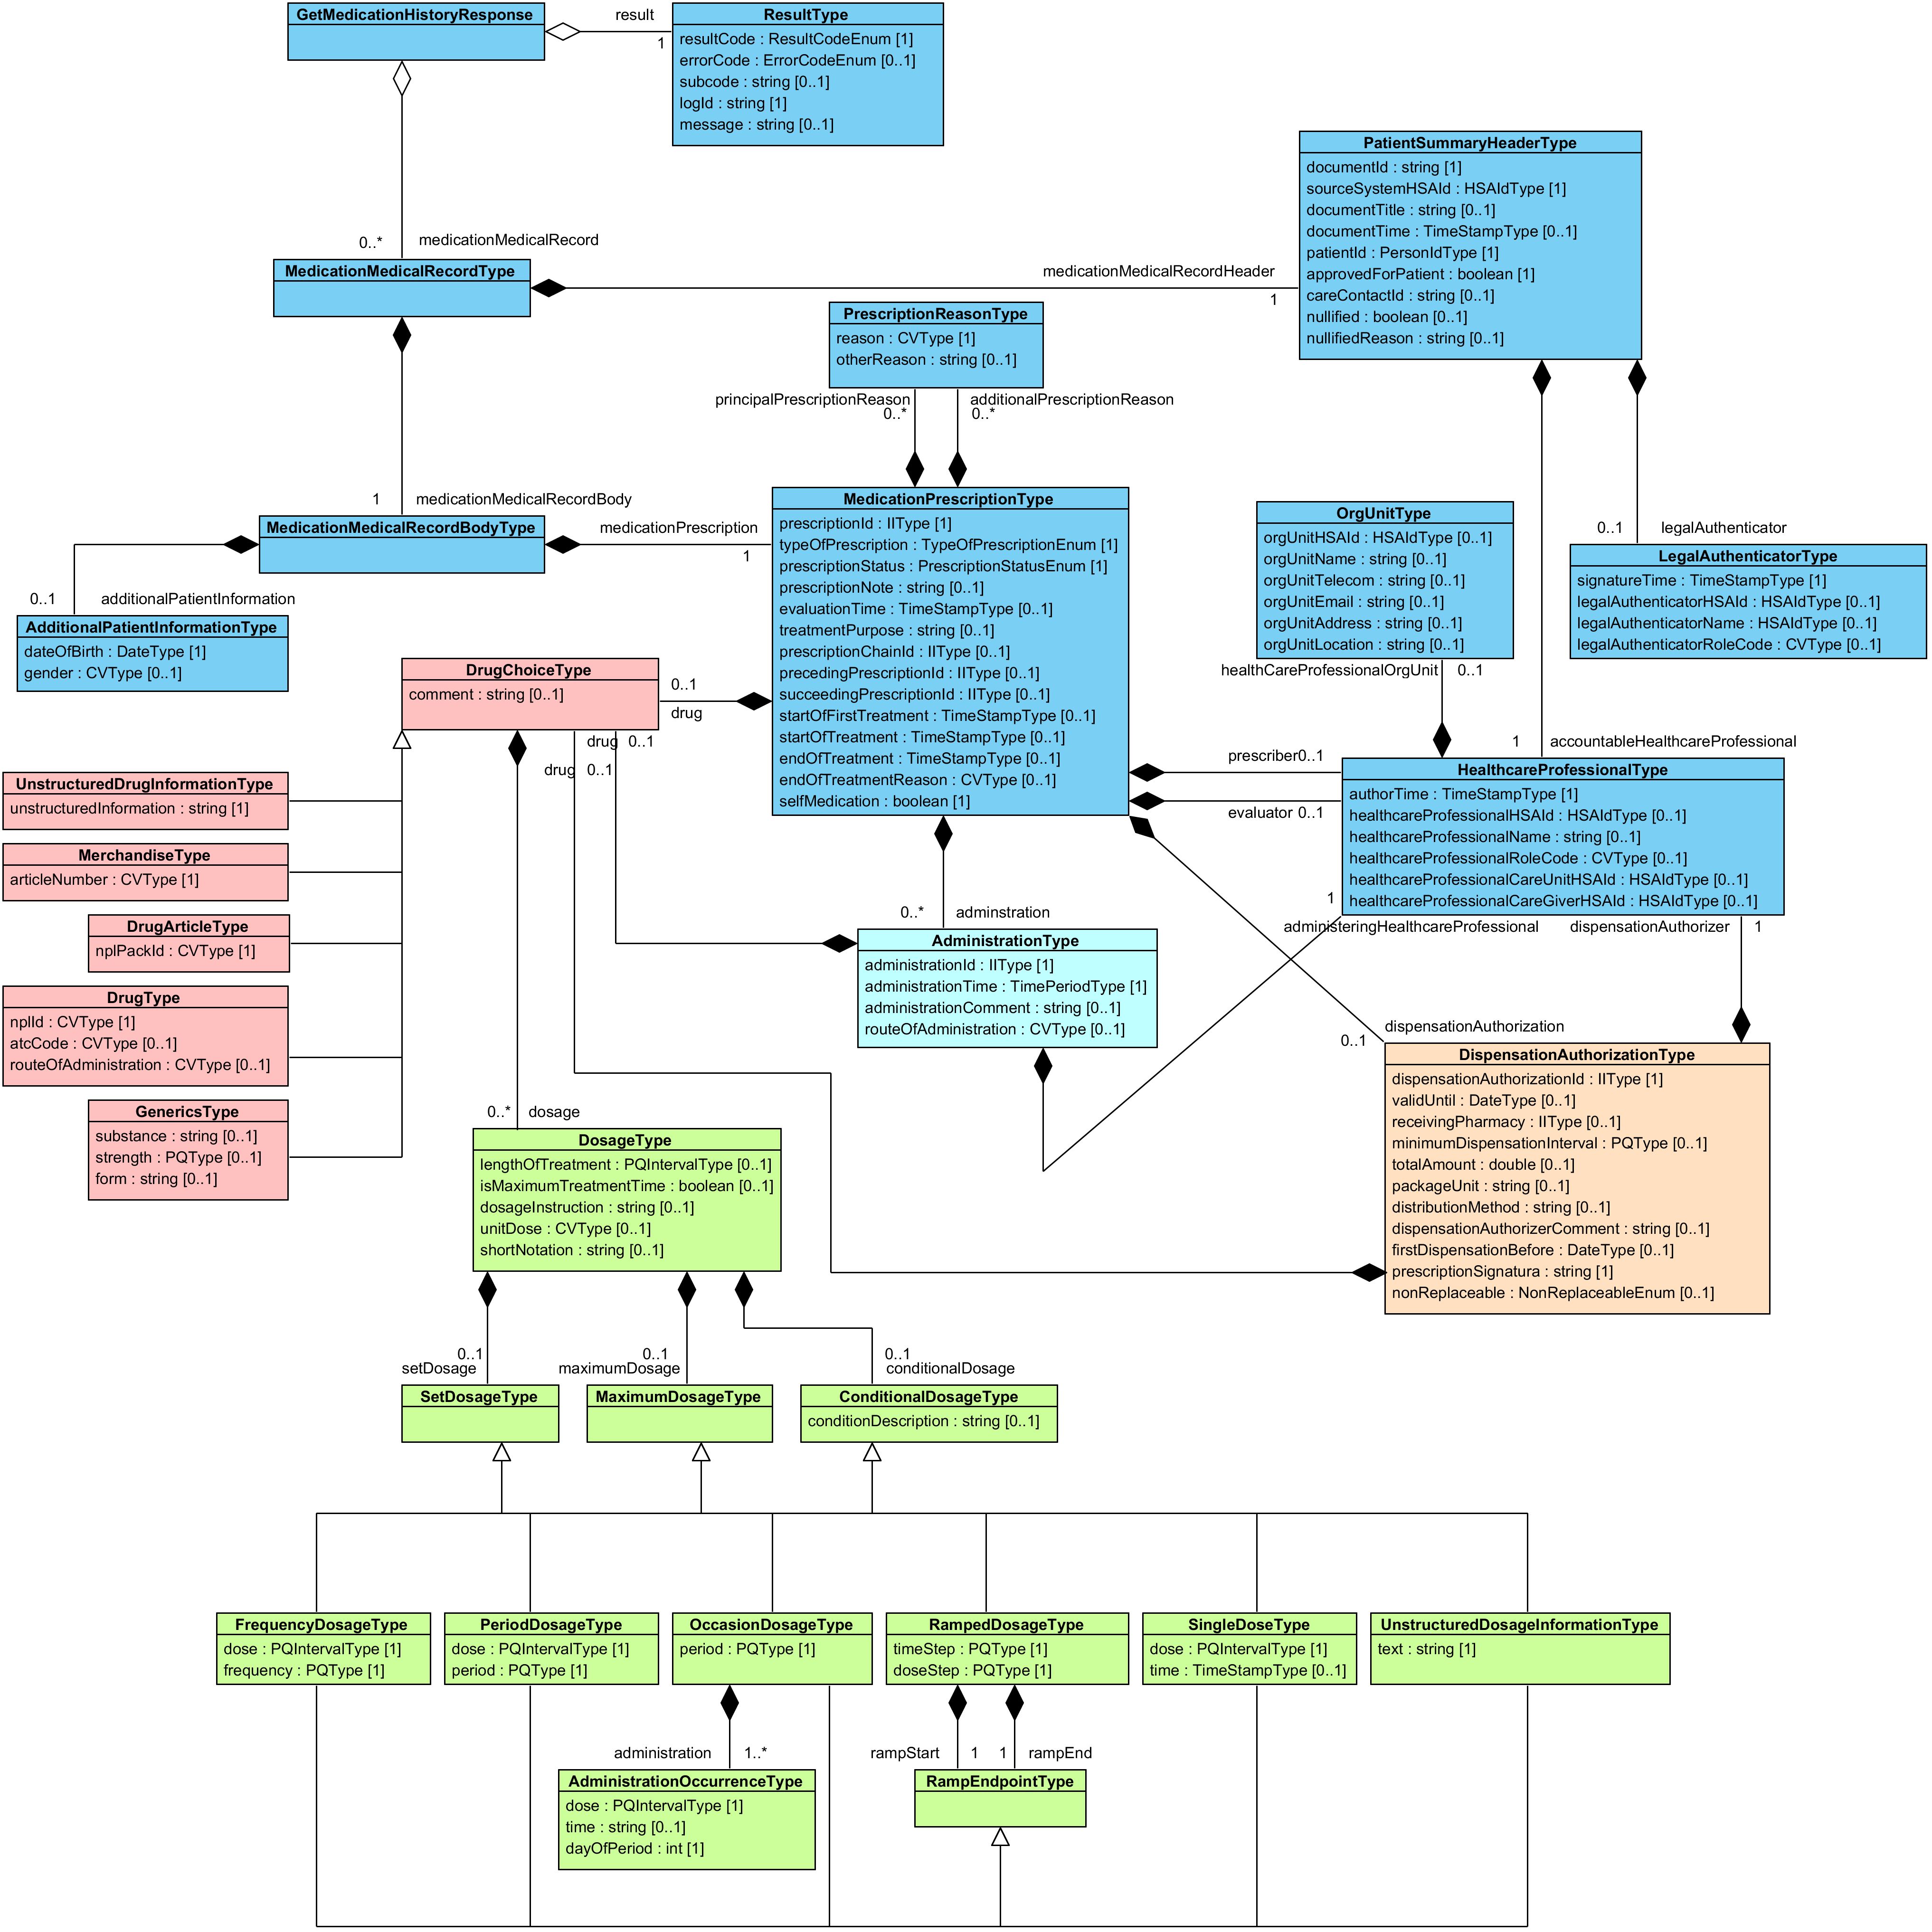 GetMedicationHistoryResponse
result
1
ResultType
resultCode : ResultCodeEnum [1]
errorCode : ErrorCodeEnum [0..1]
subcode : string [0..1]
logId : string [1]
message : string [0..1]
PatientSummaryHeaderType
documentId : string [1]
sourceSystemHSAId : HSAIdType [1]
documentTitle : string [0..1]
documentTime : TimeStampType [0..1]
patientId : PersonIdType [1]
approvedForPatient : boolean [1]
careContactId : string [0..1]
nullified : boolean [0..1]
nullifiedReason : string [0..1]
0..*
medicationMedicalRecord
MedicationMedicalRecordType
medicationMedicalRecordHeader
1
PrescriptionReasonType
reason : CVType [1]
otherReason : string [0..1]
principalPrescriptionReason
0..*
additionalPrescriptionReason
0..*
1
medicationMedicalRecordBody
MedicationMedicalRecordBodyType
medicationPrescription
1
MedicationPrescriptionType
prescriptionId : IIType [1]
typeOfPrescription : TypeOfPrescriptionEnum [1]
prescriptionStatus : PrescriptionStatusEnum [1]
prescriptionNote : string [0..1]
evaluationTime : TimeStampType [0..1]
treatmentPurpose : string [0..1]
prescriptionChainId : IIType [0..1]
precedingPrescriptionId : IIType [0..1]
succeedingPrescriptionId : IIType [0..1]
startOfFirstTreatment : TimeStampType [0..1]
startOfTreatment : TimeStampType [0..1]
endOfTreatment : TimeStampType [0..1]
endOfTreatmentReason : CVType [0..1]
selfMedication : boolean [1]
OrgUnitType
orgUnitHSAId : HSAIdType [0..1]
orgUnitName : string [0..1]
orgUnitTelecom : string [0..1]
orgUnitEmail : string [0..1]
orgUnitAddress : string [0..1]
orgUnitLocation : string [0..1]
healthCareProfessionalOrgUnit
0..1
0..1
legalAuthenticator
LegalAuthenticatorType
signatureTime : TimeStampType [1]
legalAuthenticatorHSAId : HSAIdType [0..1]
legalAuthenticatorName : HSAIdType [0..1]
legalAuthenticatorRoleCode : CVType [0..1]
0..1
additionalPatientInformation
AdditionalPatientInformationType
dateOfBirth : DateType [1]
gender : CVType [0..1]
DrugChoiceType
comment : string [0..1]
0..1
drug
drug
0..1
drug
0..1
1
accountableHealthcareProfessional
prescriber0..1
evaluator 0..1
HealthcareProfessionalType
authorTime : TimeStampType [1]
healthcareProfessionalHSAId : HSAIdType [0..1]
healthcareProfessionalName : string [0..1]
healthcareProfessionalRoleCode : CVType [0..1]
healthcareProfessionalCareUnitHSAId : HSAIdType [0..1]
healthcareProfessionalCareGiverHSAId : HSAIdType [0..1]
UnstructuredDrugInformationType
unstructuredInformation : string [1]
MerchandiseType
articleNumber : CVType [1]
DrugArticleType
nplPackId : CVType [1]
DrugType
nplId : CVType [1]
atcCode : CVType [0..1]
routeOfAdministration : CVType [0..1]
GenericsType
substance : string [0..1]
strength : PQType [0..1]
form : string [0..1]
0..*
adminstration
AdministrationType
administrationId : IIType [1]
administrationTime : TimePeriodType [1]
administrationComment : string [0..1]
routeOfAdministration : CVType [0..1]
1
administeringHealthcareProfessional
dispensationAuthorizer
1
dispensationAuthorization
0..1
DispensationAuthorizationType
dispensationAuthorizationId : IIType [1]
validUntil : DateType [0..1]
receivingPharmacy : IIType [0..1]
minimumDispensationInterval : PQType [0..1]
totalAmount : double [0..1]
packageUnit : string [0..1]
distributionMethod : string [0..1]
dispensationAuthorizerComment : string [0..1]
firstDispensationBefore : DateType [0..1]
prescriptionSignatura : string [1]
nonReplaceable : NonReplaceableEnum [0..1]
0..*
dosage
DosageType
lengthOfTreatment : PQIntervalType [0..1]
isMaximumTreatmentTime : boolean [0..1]
dosageInstruction : string [0..1]
unitDose : CVType [0..1]
shortNotation : string [0..1]
0..1
setDosage
0..1
maximumDosage
0..1
conditionalDosage
SetDosageType
MaximumDosageType
ConditionalDosageType
conditionDescription : string [0..1]
FrequencyDosageType
dose : PQIntervalType [1]
frequency : PQType [1]
PeriodDosageType
dose : PQIntervalType [1]
period : PQType [1]
OccasionDosageType
period : PQType [1]
RampedDosageType
timeStep : PQType [1]
doseStep : PQType [1]
SingleDoseType
dose : PQIntervalType [1]
time : TimeStampType [0..1]
UnstructuredDosageInformationType
text : string [1]
administration
1..*
rampStart
1
1
rampEnd
AdministrationOccurrenceType
dose : PQIntervalType [1]
time : string [0..1]
dayOfPeriod : int [1]
RampEndpointType